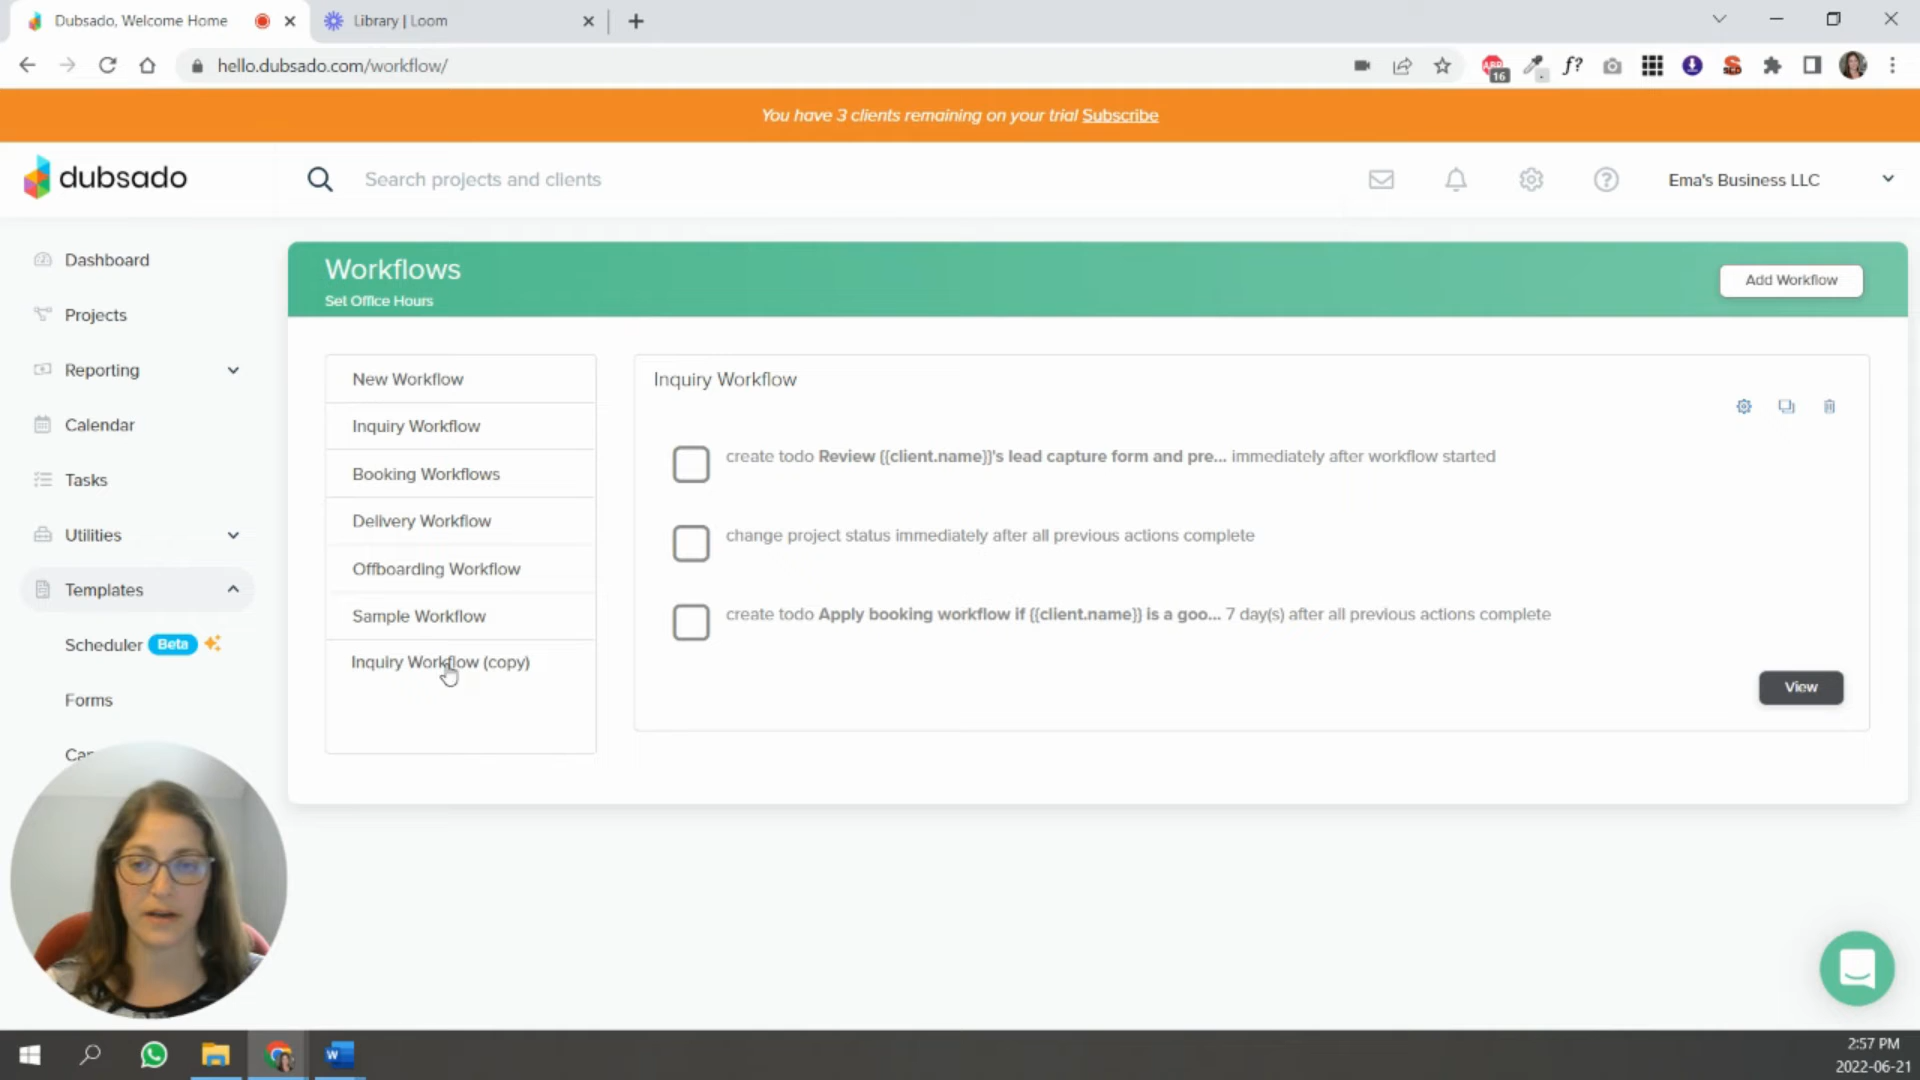 Dubsado, Welcome Home
Library | Loom
hello.dubsado.com/workflow/
ABP
16
f?
SEO
You have 3 clients remaining on your trial Subscribe
dubsado
Search projects and clients
Ema's Business LLC
Dashboard
Projects
Reporting
Calendar
Tasks
Utilities
Templates
Scheduler Beta
Forms
Workflows
Set Office Hours
Add Workflow
New Workflow
Inquiry Workflow
Booking Workflows
Delivery Workflow
Offboarding Workflow
Sample Workflow
Inquiry Workflow (copy)
Inquiry Workflow
create todo Review {{client.name}}'s lead capture form and pre... immediately after workflow started
change project status immediately after all previous actions complete
create todo Apply booking workflow if {{client.name}} is a goo... 7 day(s) after all previous actions complete
View
W
2:57 PM
2022-06-21